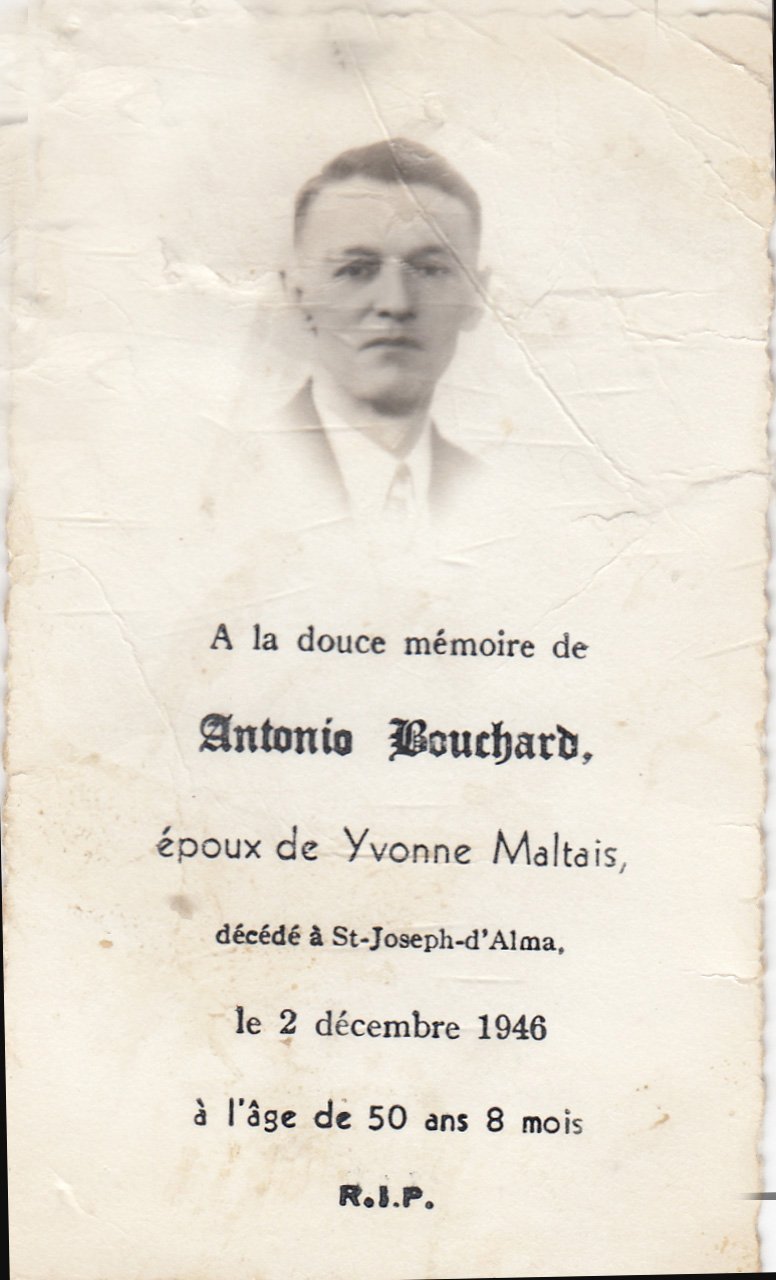 A la douce mémoire de
Antonio Bouchard,
époux de Yvonne Maltais,
décédé à St-Joseph-d'Alma,
le 2 décembre 1946
à l'âge de 50 ans 8 mois
R.I.P.